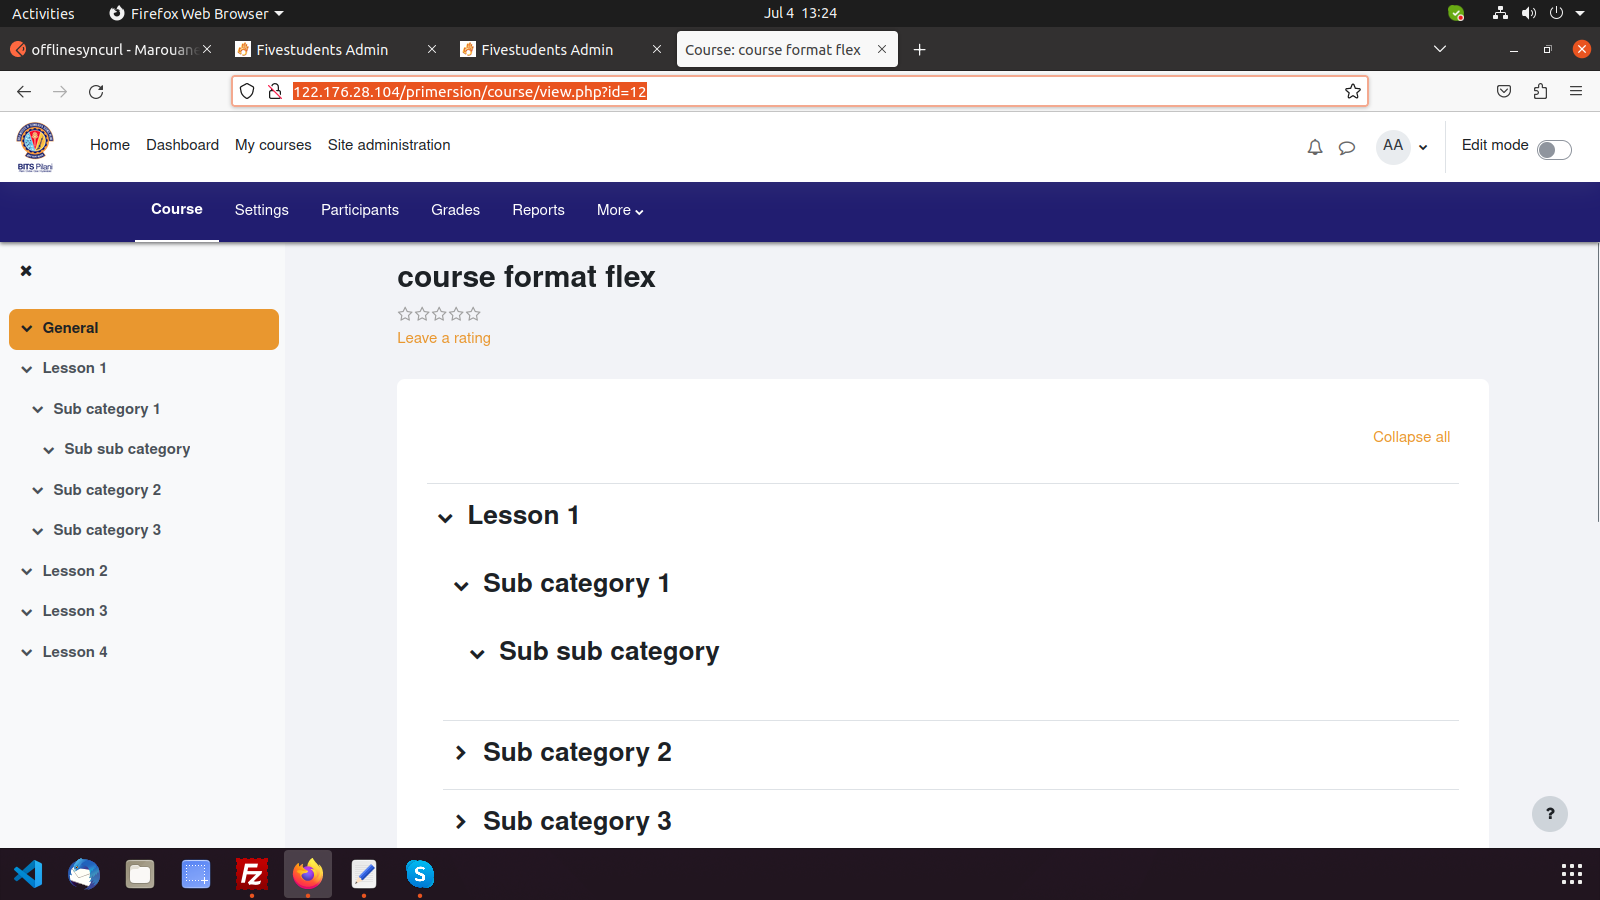 Activities
Firefox Web Browser
Jul 4 13:24
offlinesyncurl - Marouane
Fivestudents Admin
Fivestudents Admin
Course: course format flex
122.176.28.104/primersion/course/view.php?id=12
BITS Pilani
Home
Dashboard
My courses
Site administration
AA
Edit mode
Course
Settings
Participants
Grades
Reports
More
General
Lesson 1
Sub category 1
Sub sub category
Sub category 2
Sub category 3
Lesson 2
Lesson 3
Lesson 4
course format flex
Leave a rating
Collapse all
Lesson 1
Sub category 1
Sub sub category
Sub category 2
Sub category 3
?
Fz
S